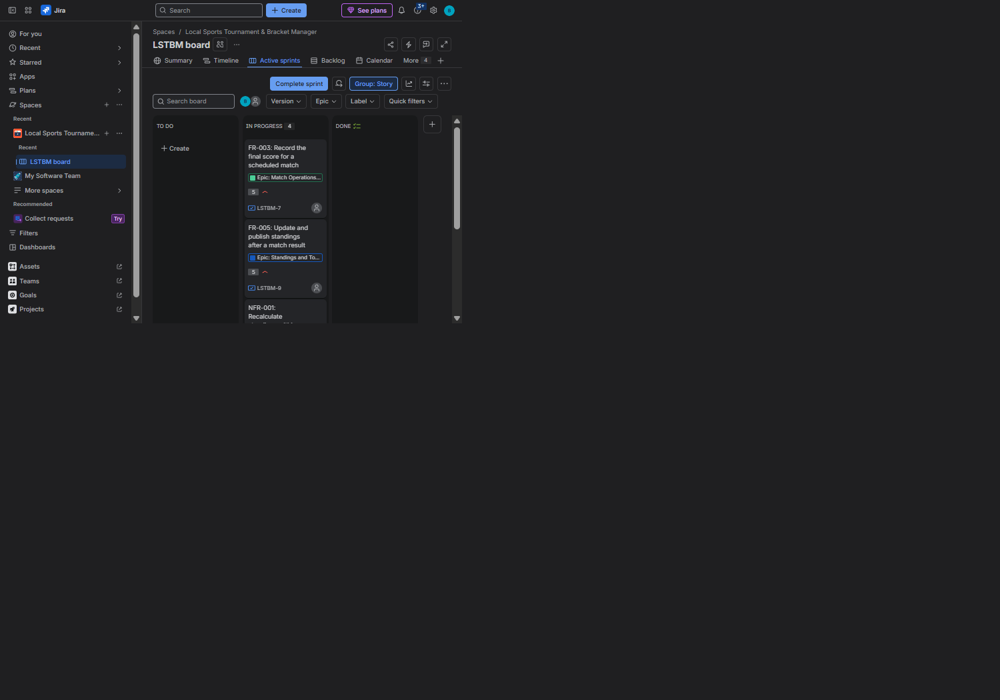 Jira
Search
Create
See plans
3+
B
For you
Recent
Starred
Apps
Plans
Spaces
Recent
Local Sports Tourname...
Recent
LSTBM board
My Software Team
More spaces
Recommended
Collect requests
Try
Filters
Dashboards
Assets
Teams
Goals
Projects
Spaces / Local Sports Tournament & Bracket Manager
LSTBM board
Summary
Timeline
Active sprints
Backlog
Calendar
More 4
Complete sprint
Group: Story
Search board
B
Version
Epic
Label
Quick filters
TO DO
Create
IN PROGRESS 4
FR-003: Record the
final score for a
scheduled match
Epic: Match Operations...
5
LSTBM-7
FR-005: Update and
publish standings
after a match result
Epic: Standings and To...
5
LSTBM-9
NFR-001:
Recalculate
DONE